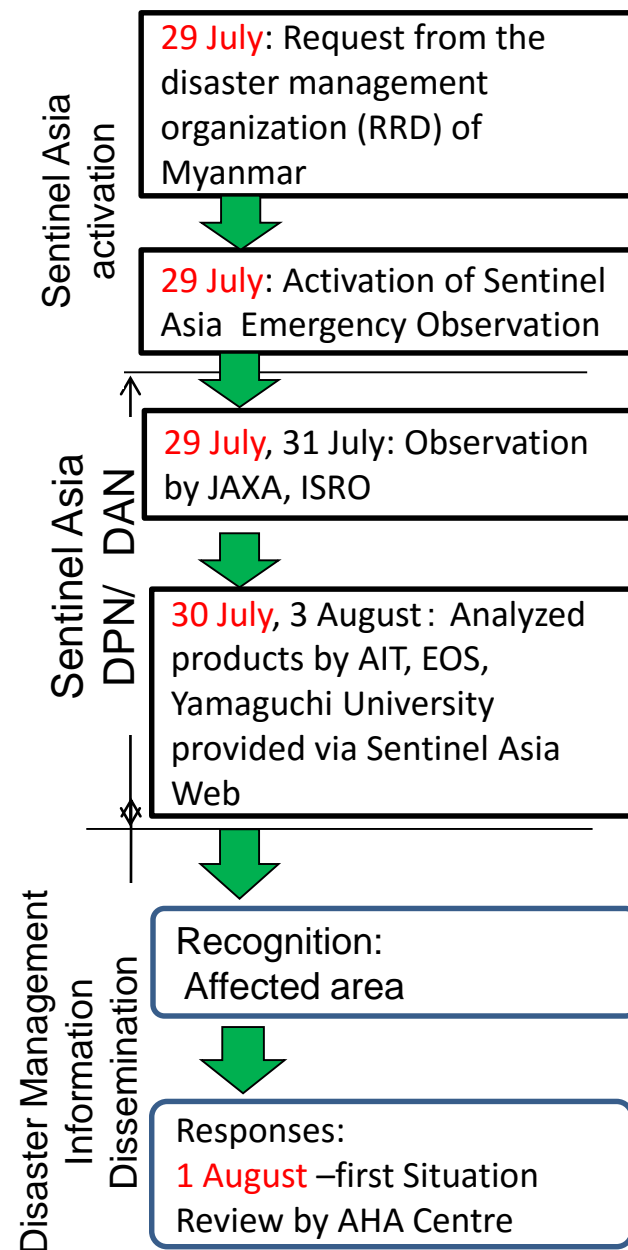 Sentinel Asia
activation
29 July: Request from the
disaster management
organization (RRD) of
Myanmar
29 July: Activation of Sentinel
Asia Emergency Observation
Sentinel Asia
DPN/ DAN
29 July, 31 July: Observation
by JAXA, ISRO
30 July, 3 August: Analyzed
products by AIT, EOS,
Yamaguchi University
provided via Sentinel Asia
Web
Disaster Management
Information
Dissemination
Recognition:
Affected area
Responses:
1 August –first Situation
Review by AHA Centre